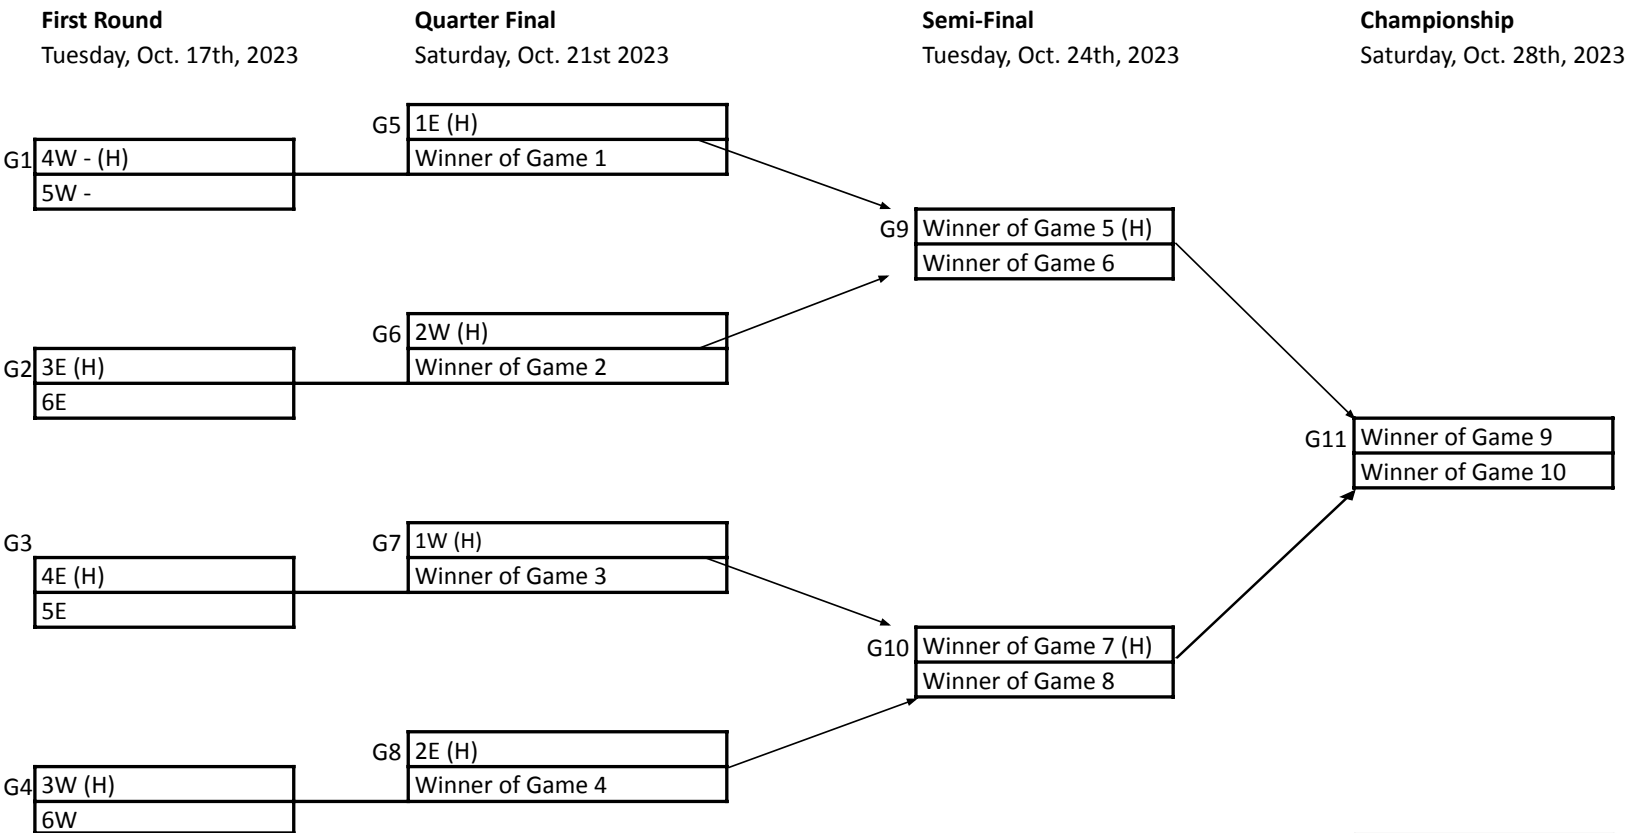 First Round
Tuesday, Oct. 17th, 2023
Quarter Final
Saturday, Oct. 21st 2023
Semi-Final
Tuesday, Oct. 24th, 2023
Championship
Saturday, Oct. 28th, 2023
G1
4W - (H)
5W -
G2
3E (H)
6E
G3
4E (H)
5E
G4
3W (H)
6W
G5
1E (H)
Winner of Game 1
G6
2W (H)
Winner of Game 2
G7
1W (H)
Winner of Game 3
G8
2E (H)
Winner of Game 4
G9
Winner of Game 5 (H)
Winner of Game 6
G10
Winner of Game 7 (H)
Winner of Game 8
G11
Winner of Game 9
Winner of Game 10